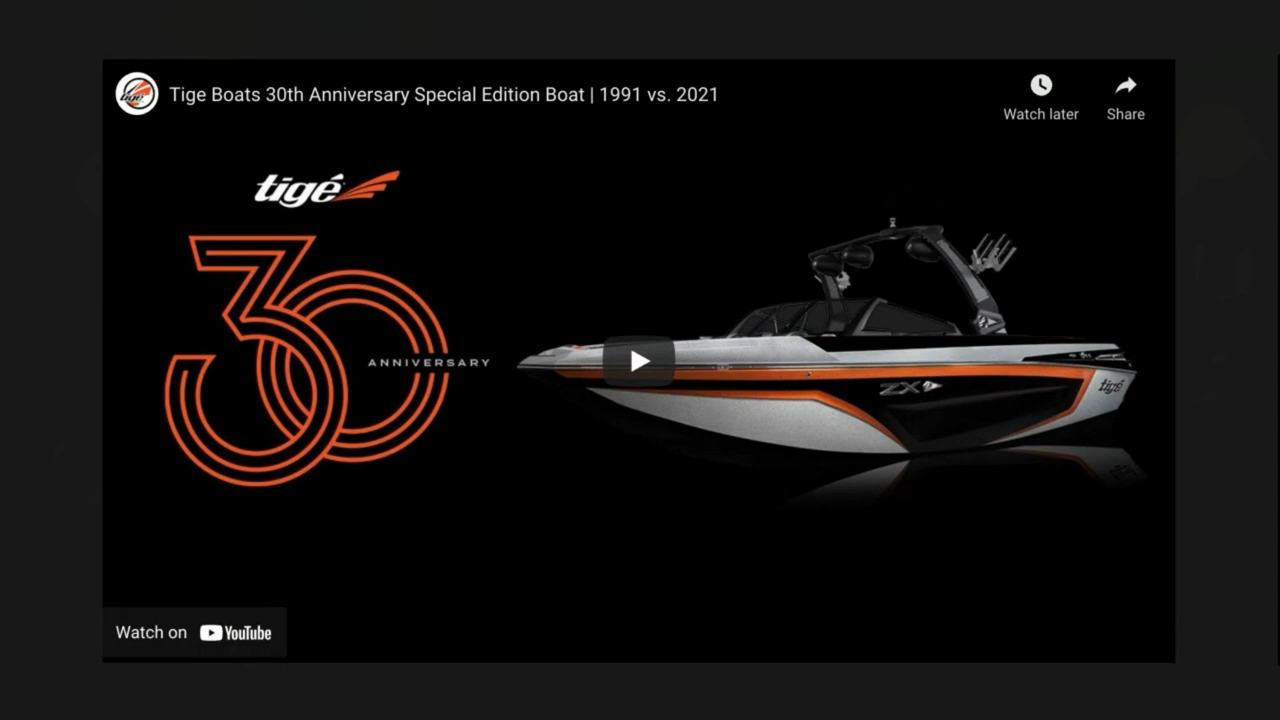 Tige Boats 30th Anniversary Special Edition Boat | 1991 vs. 2021
Watch later
Share
tigé
30
ANNIVERSARY
ZX1
tigé
Watch on YouTube